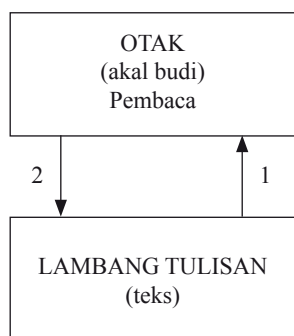 OTAK
(akal budi)
Pembaca
2 1
LAMBANG TULISAN
(teks)